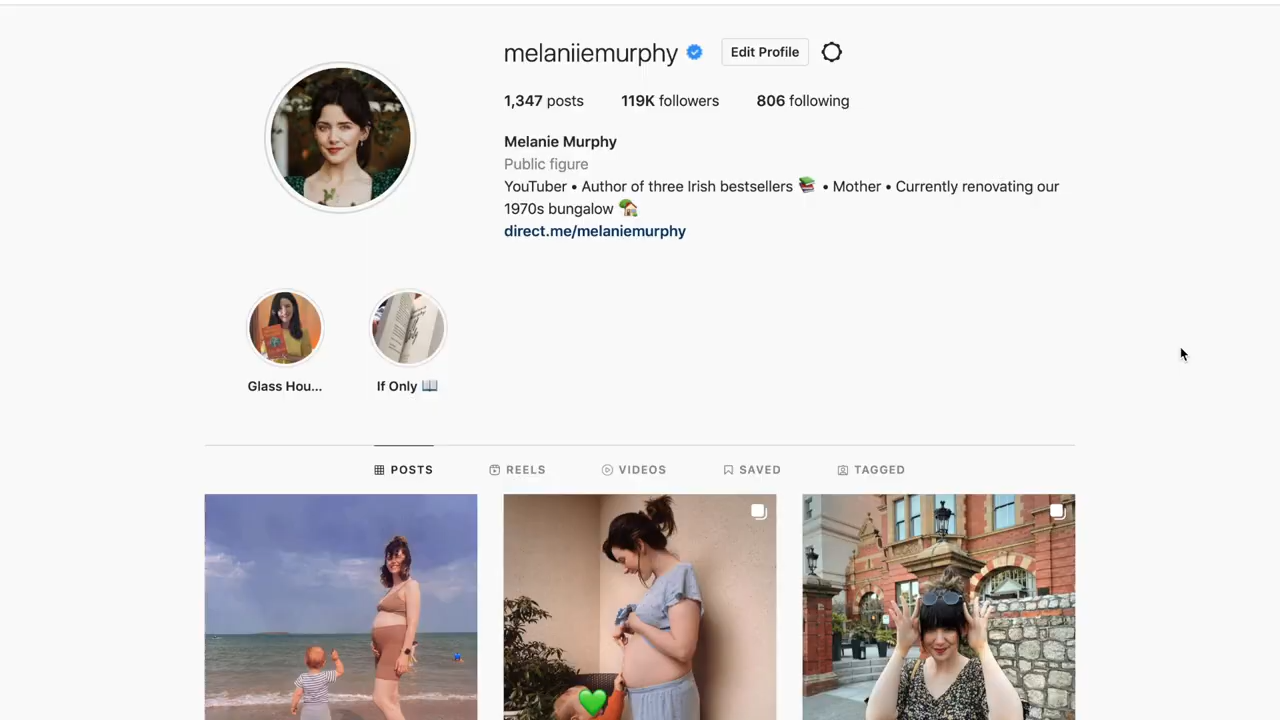 melaniiemurphy Edit Profile
1,347 posts 119K followers 806 following
Melanie Murphy
Public figure
YouTuber • Author of three Irish bestsellers 📚 • Mother • Currently renovating our
1970s bungalow 🏡
direct.me/melaniemurphy
Glass Hou... If Only 📖
POSTS REELS VIDEOS SAVED TAGGED